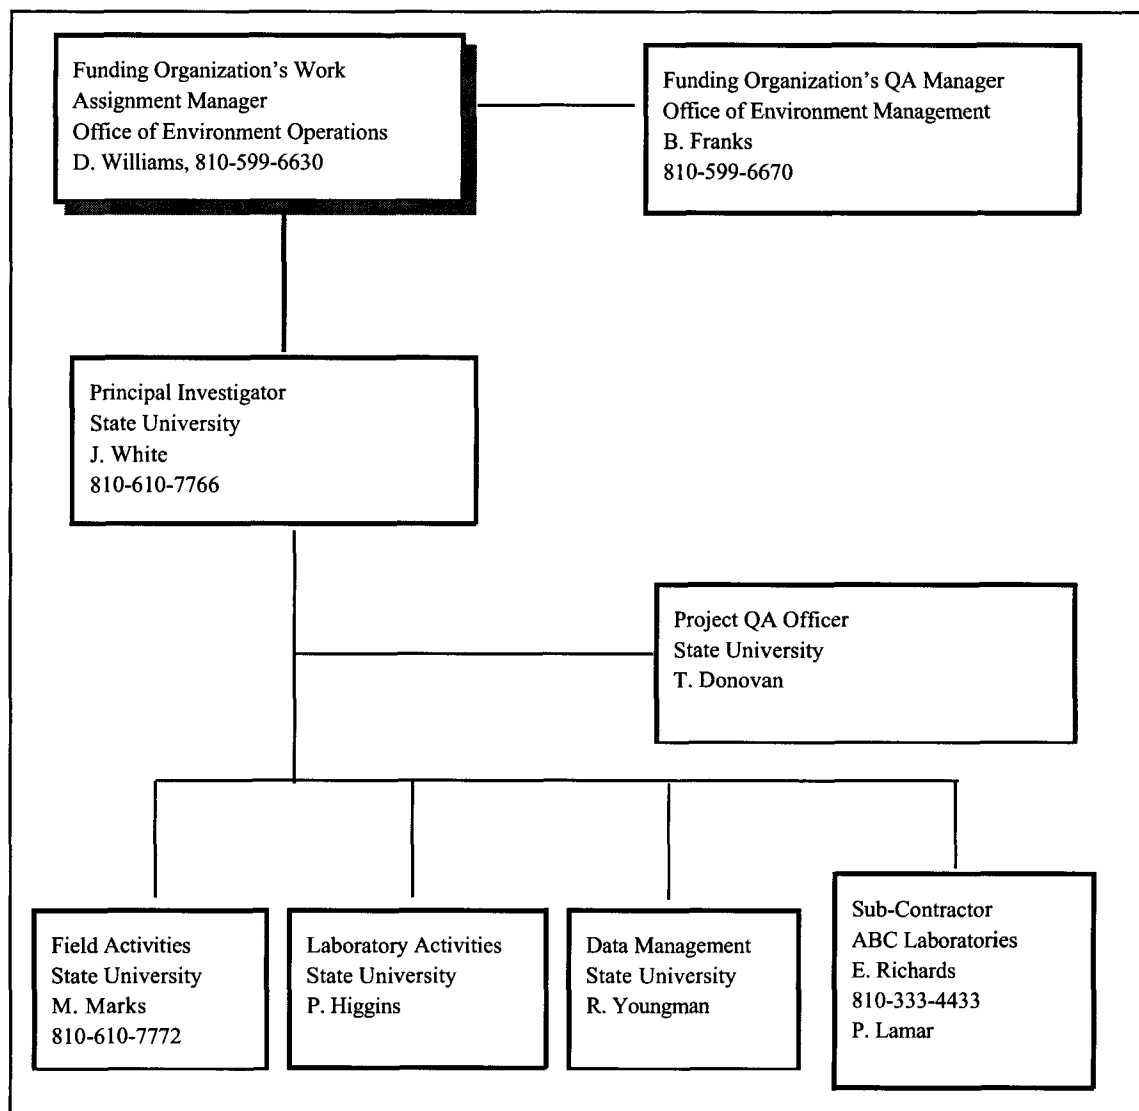 Funding Organization's Work
Assignment Manager
Office of Environment Operations
D. Williams, 810-599-6630
Funding Organization's QA Manager
Office of Environment Management
B. Franks
810-599-6670
Principal Investigator
State University
J. White
810-610-7766
Project QA Officer
State University
T. Donovan
Field Activities
State University
M. Marks
810-610-7772
Laboratory Activities
State University
P. Higgins
Data Management
State University
R. Youngman
Sub-Contractor
ABC Laboratories
E. Richards
810-333-4433
P. Lamar